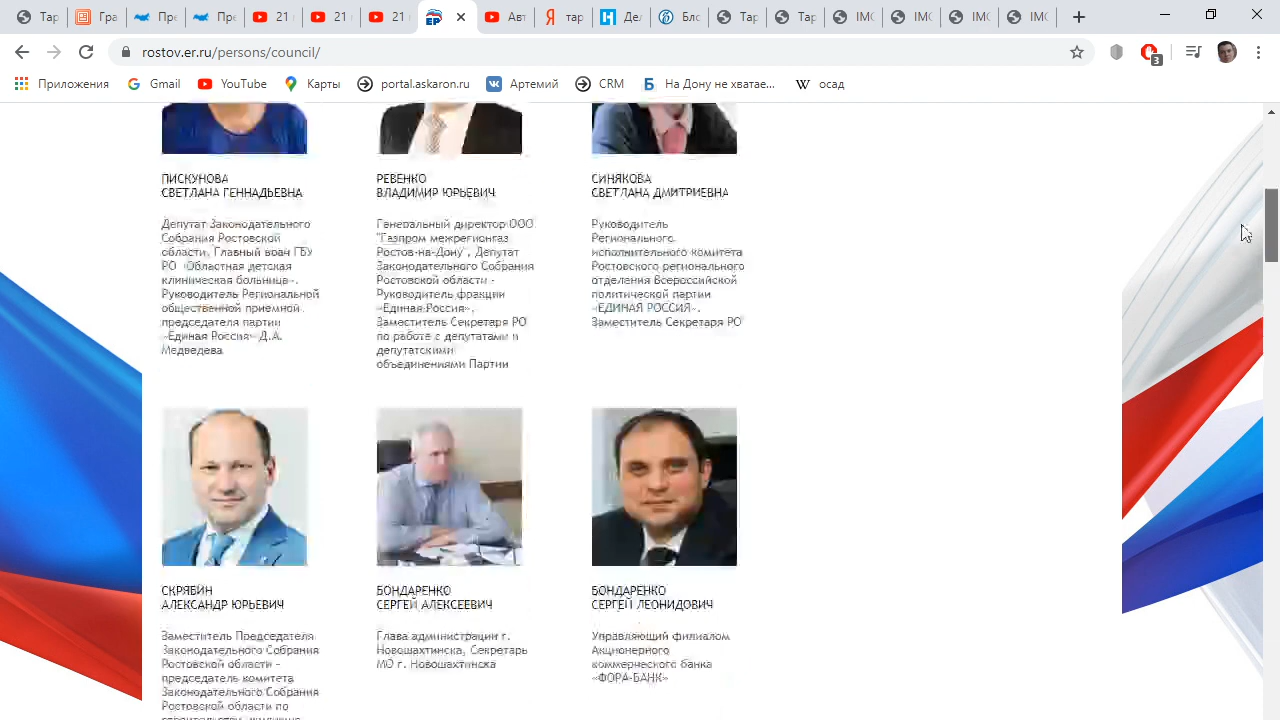 Тар
Гра
Пре
Пре
21
21
21
ЕР
Авт
тар
Дел
Бло
Тар
Тар
IMC
IMC
IMC
IMC
rostov.er.ru/persons/council/
3
Приложения
Gmail
YouTube
Карты
portal.askaron.ru
Артемий
CRM
На Дону не хватае...
осад
ПИСКУНОВА
СВЕТЛАНА ГЕННАДЬЕВНА
Депутат Законодательного
Собрания Ростовской
области, Главный врач ГБУ
РО «Областная детская
клиническая больница».
Руководитель Региональной
общественной приемной
председателя партии
«Единая Россия» Д.А.
Медведева
РЕВЕНКО
ВЛАДИМИР ЮРЬЕВИЧ
Генеральный директор ООО
"Газпром межрегионгаз
Ростов-на-Дону", Депутат
Законодательного Собрания
Ростовской области -
Руководитель фракции
«Единая Россия».
Заместитель Секретаря РО
по работе с депутатами и
депутатскими
объединениями Партии
СИНЯКОВА
СВЕТЛАНА ДМИТРИЕВНА
Руководитель
Регионального
исполнительного комитета
Ростовского регионального
отделения Всероссийской
политической партии
«ЕДИНАЯ РОССИЯ».
Заместитель Секретаря РО
СКРЯБИН
АЛЕКСАНДР ЮРЬЕВИЧ
Заместитель Председателя
Законодательного Собрания
Ростовской области –
председатель комитета
Законодательного Собрания
Ростовской области по
БОНДАРЕНКО
СЕРГЕЙ АЛЕКСЕЕВИЧ
Глава администрации г.
Новошахтинска, Секретарь
МО г. Новошахтинска
БОНДАРЕНКО
СЕРГЕЙ ЛЕОНИДОВИЧ
Управляющий филиалом
Акционерного
коммерческого банка
«ФОРА-БАНК»